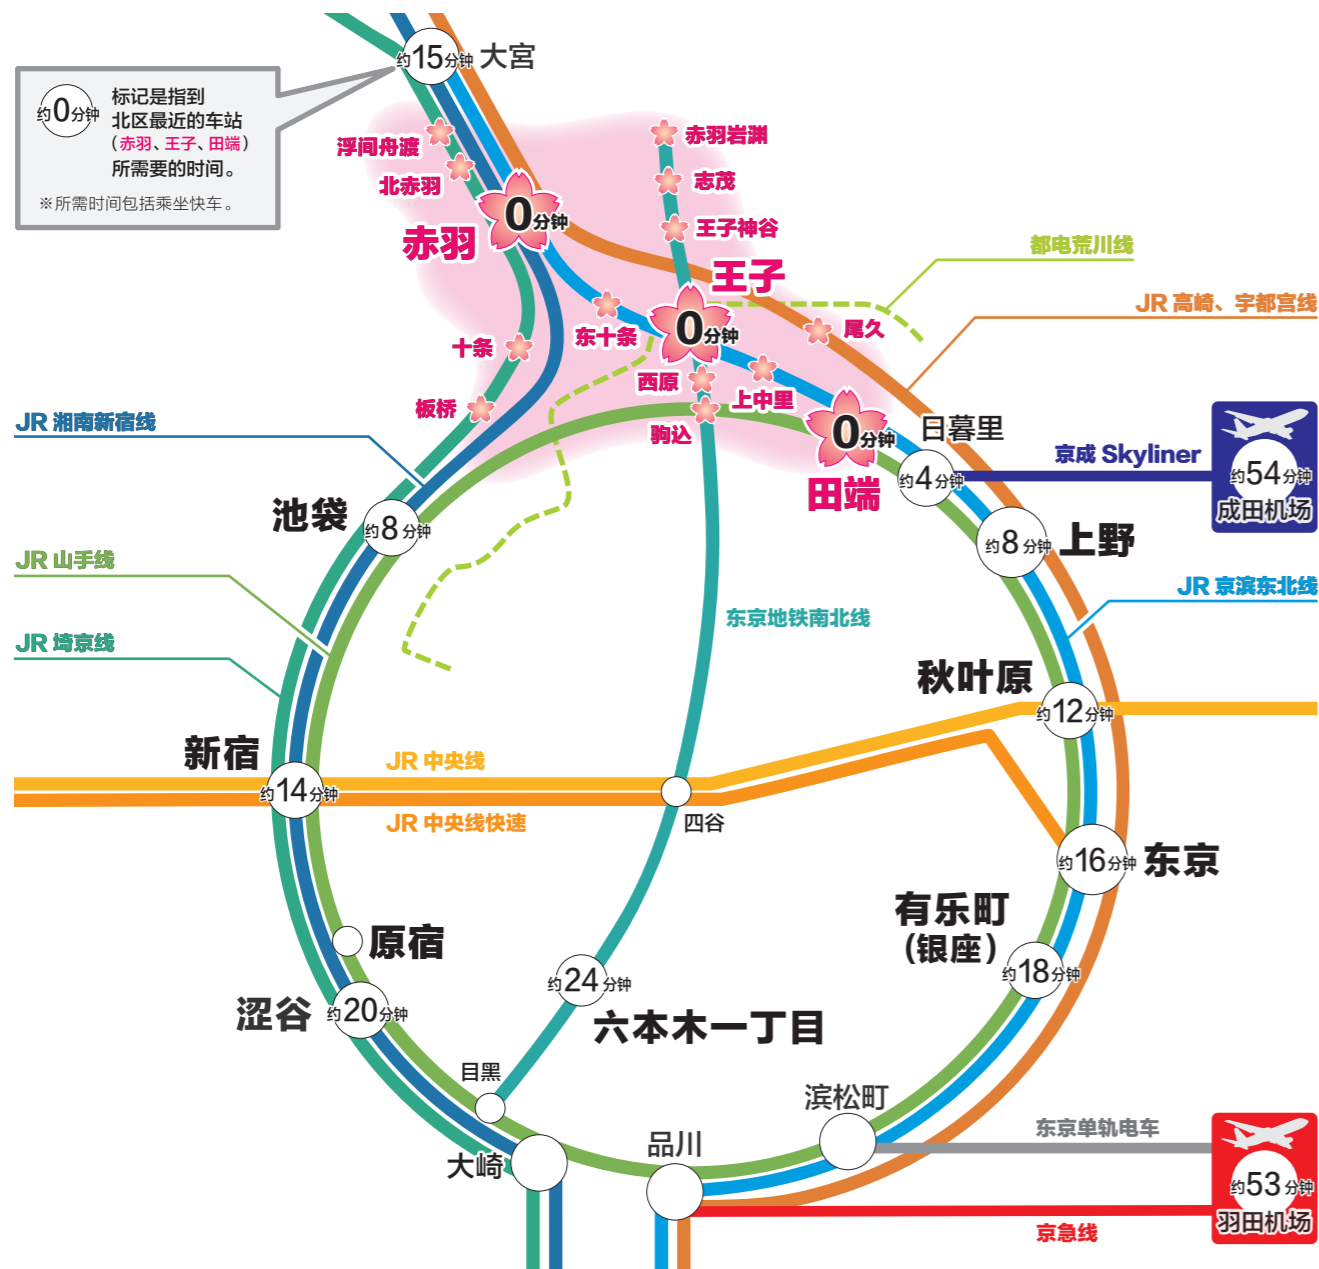 约15分钟 大宮
约0分钟
标记是指到
北区最近的车站
（赤羽、王子、田端）
所需要的时间。
※所需时间包括乘坐快车。
浮间舟渡
北赤羽
赤羽
0分钟
赤羽岩渊
志茂
王子神谷
王子
0分钟
都电荒川线
JR 高崎、宇都宫线
东十条
尾久
十条
西原
上中里
板桥
驹込
0分钟
田端
日暮里
约4分钟
JR 湘南新宿线
京成 Skyliner
约54分钟
成田机场
池袋
约8分钟
约8分钟
上野
JR 山手线
JR 京滨东北线
东京地铁南北线
JR 埼京线
秋叶原
约12分钟
新宿
约14分钟
JR 中央线
JR 中央线快速
四谷
约16分钟
东京
有乐町
（银座）
约18分钟
原宿
涩谷
约20分钟
约24分钟
六本木一丁目
目黑
大崎
品川
滨松町
东京单轨电车
约53分钟
羽田机场
京急线